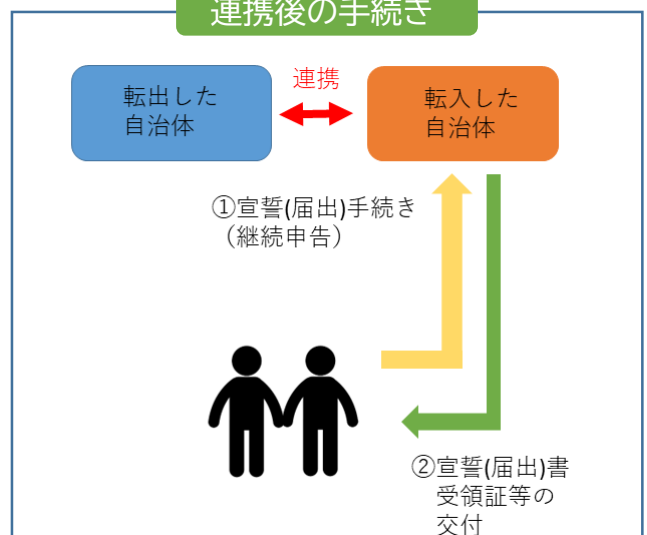 連携後の手続き
連携
転出した
自治体
転入した
自治体
①宣誓(届出)手続き
（継続申告）
②宣誓(届出)書
受領証等の
交付